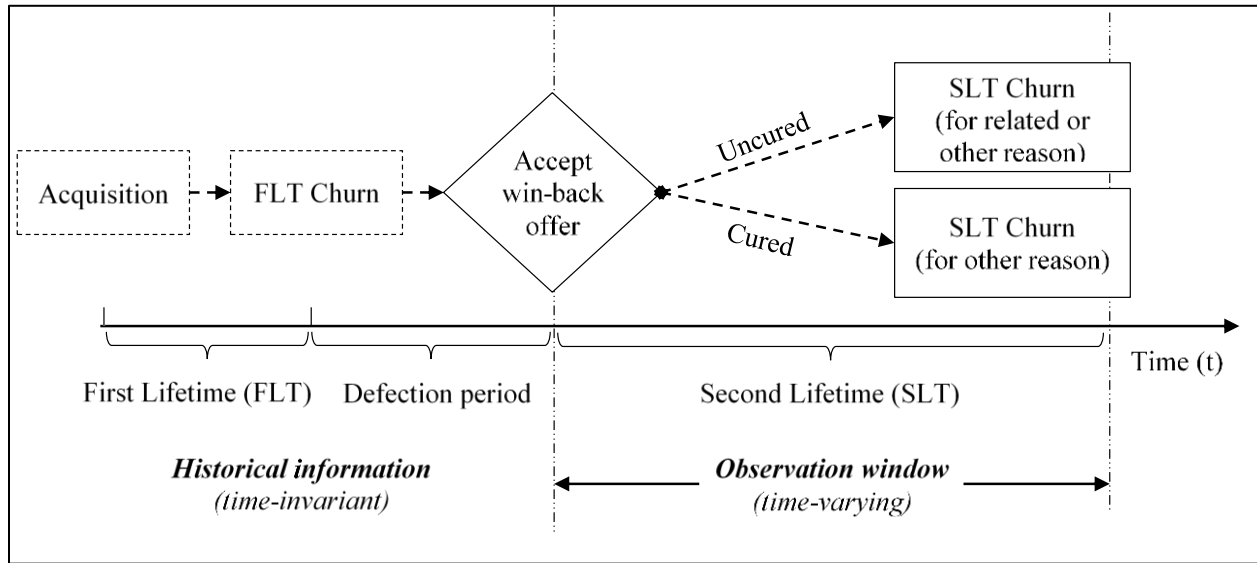 Acquisition
FLT Churn
Accept
win-back
offer
Uncured
Cured
SLT Churn
(for related or
other reason)
SLT Churn
(for other reason)
Time (t)
First Lifetime (FLT)
Defection period
Second Lifetime (SLT)
Historical information
(time-invariant)
Observation window
(time-varying)